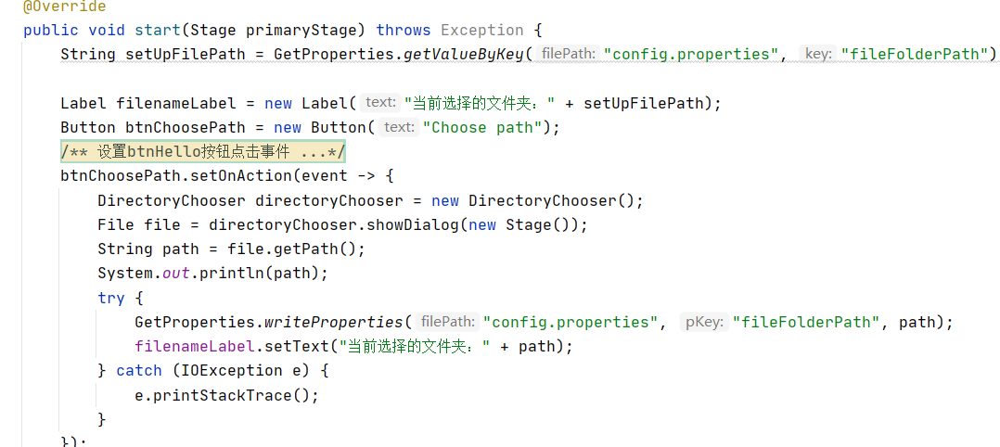 @Override
public void start(Stage primaryStage) throws Exception {
String setUpFilePath = GetProperties.getValueByKey( filePath: "config.properties", key: "fileFolderPath")
Label filenameLabel = new Label( text: "当前选择的文件夹：" + setUpFilePath);
Button btnChoosePath = new Button( text: "Choose path");
/** 设置btnHello按钮点击事件 ...*/
btnChoosePath.setOnAction(event -> {
DirectoryChooser directoryChooser = new DirectoryChooser();
File file = directoryChooser.showDialog(new Stage());
String path = file.getPath();
System.out.println(path);
try {
GetProperties.writeProperties( filePath: "config.properties", pKey: "fileFolderPath", path);
filenameLabel.setText("当前选择的文件夹：" + path);
} catch (IOException e) {
e.printStackTrace();
}
});